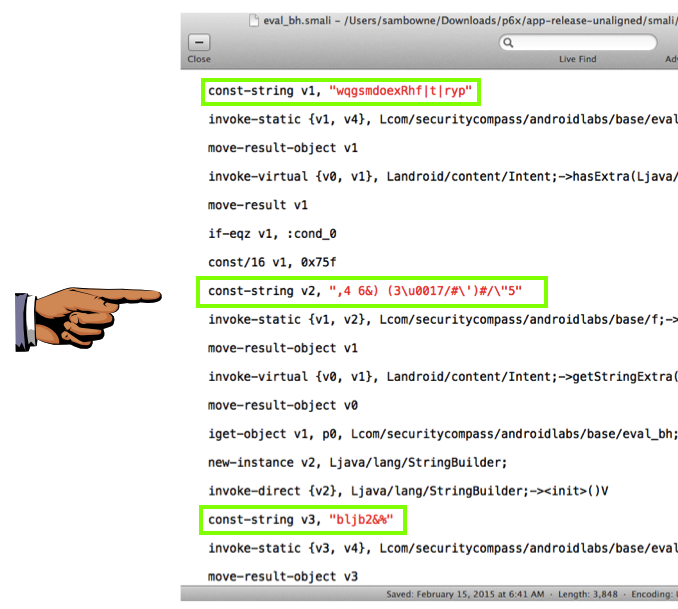 eval_bh.smali – /Users/sambowne/Downloads/p6x/app-release-unaligned/smali/
Close
Live Find
const-string v1, "wqgsmdoexRhf|t|ryp"
invoke-static {v1, v4}, Lcom/securitycompass/androidlabs/base/eval
move-result-object v1
invoke-virtual {v0, v1}, Landroid/content/Intent;->hasExtra(Ljava/
move-result v1
if-eqz v1, :cond_0
const/16 v1, 0x75f
const-string v2, ",4 6&) (3\u0017/#\')#/\"5"
invoke-static {v1, v2}, Lcom/securitycompass/androidlabs/base/f;->
move-result-object v1
invoke-virtual {v0, v1}, Landroid/content/Intent;->getStringExtra(
move-result-object v0
iget-object v1, p0, Lcom/securitycompass/androidlabs/base/eval_bh;
new-instance v2, Ljava/lang/StringBuilder;
invoke-direct {v2}, Ljava/lang/StringBuilder;-><init>()V
const-string v3, "bljb2&%"
invoke-static {v3, v4}, Lcom/securitycompass/androidlabs/base/eval
move-result-object v3
Saved: February 15, 2015 at 6:41 AM · Length: 3,848 · Encoding: